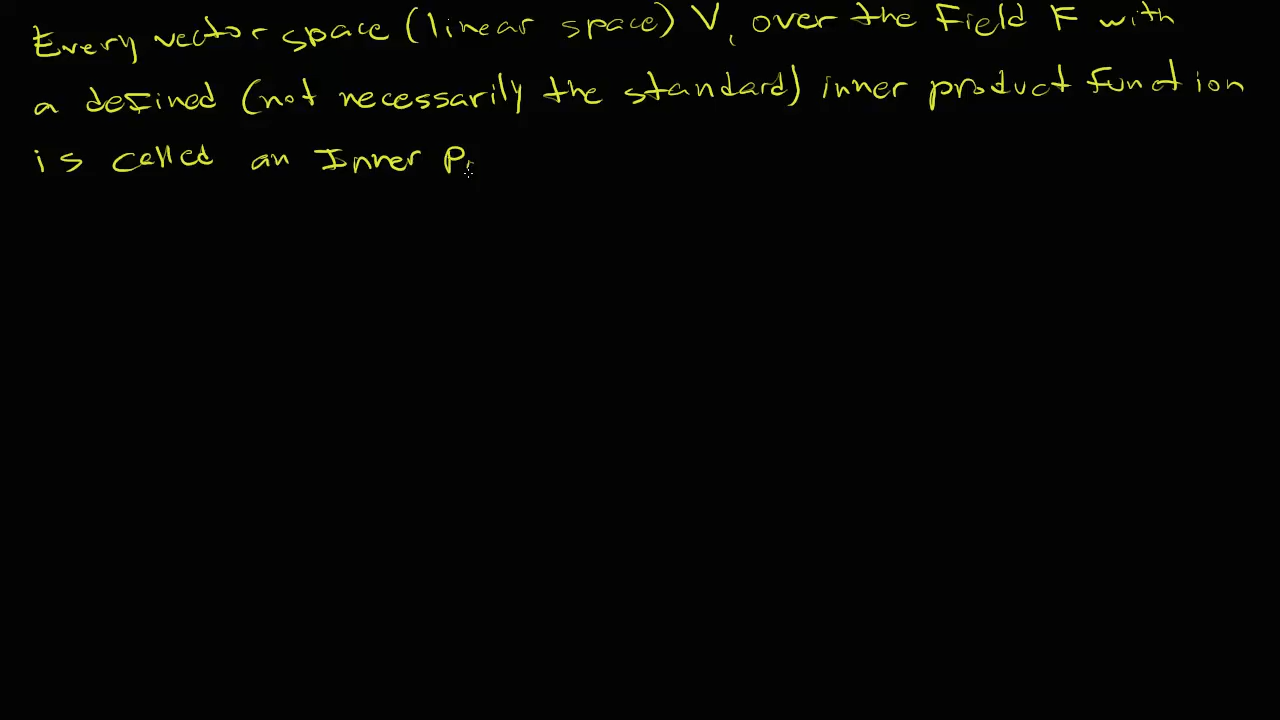 Every vector space (linear space) V, over the Field F with
a defined (not necessarily the standard) inner product function
is called an Inner Pr